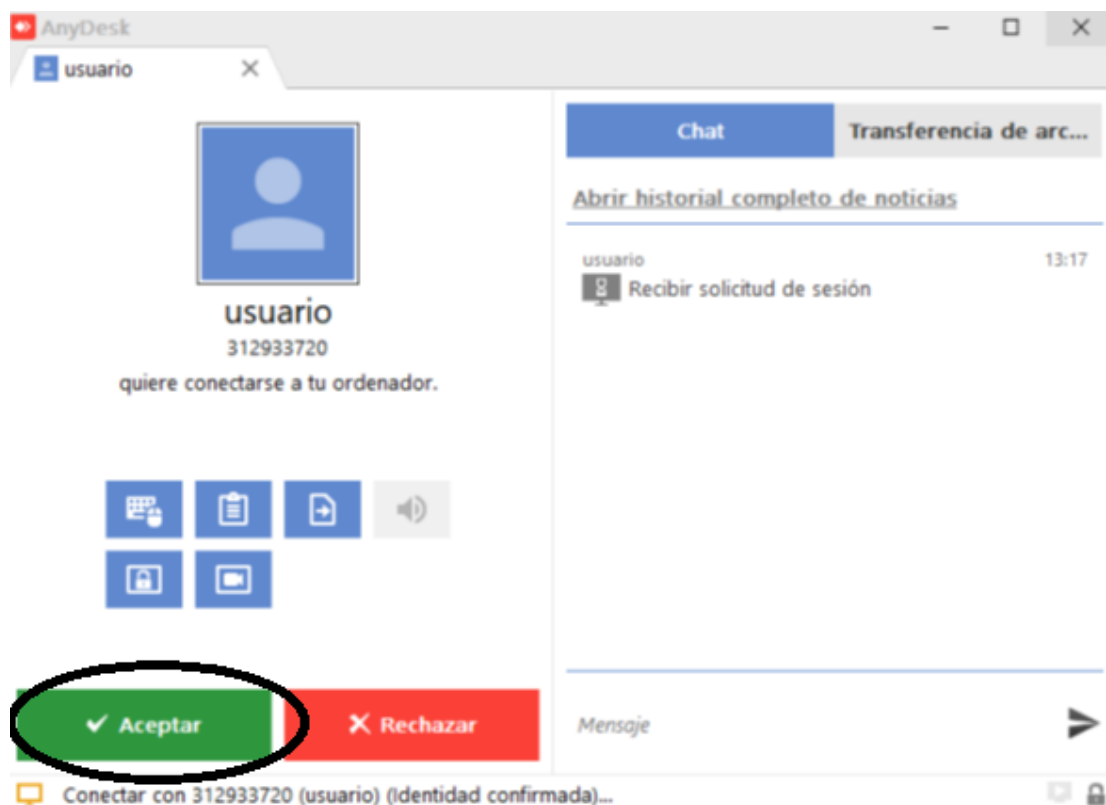 AnyDesk
usuario
usuario
312933720
quiere conectarse a tu ordenador.
Aceptar
Rechazar
Chat
Transferencia de arc...
Abrir historial completo de noticias
usuario 13:17
Recibir solicitud de sesión
Mensaje
Conectar con 312933720 (usuario) (Identidad confirmada)...